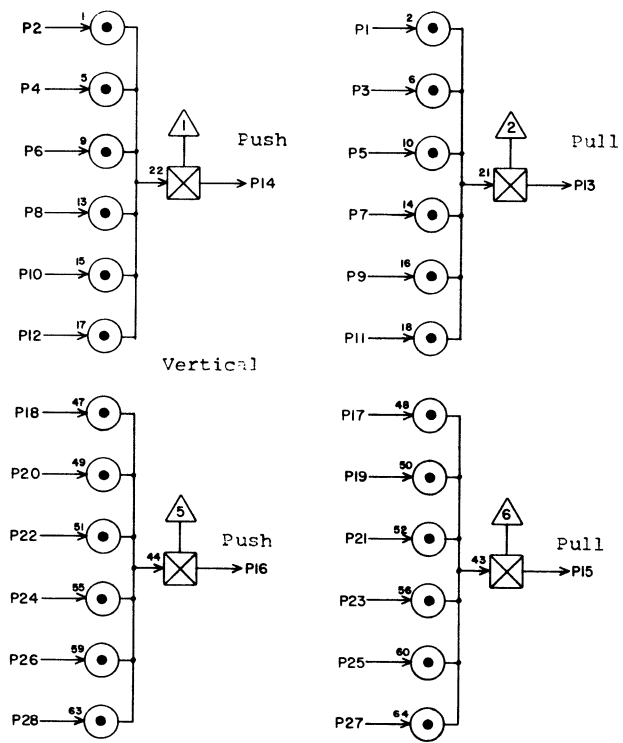 P2 1
P4 5
P6 9
P8 13
P10 15
P12 17
22 1 Push P14
P1 2
P3 6
P5 10
P7 14
P9 16
P11 18
21 2 Pull P13
Vertical
P18 47
P20 49
P22 51
P24 55
P26 59
P28 63
44 5 Push P16
P17 48
P19 50
P21 52
P23 56
P25 60
P27 64
43 6 Pull P15